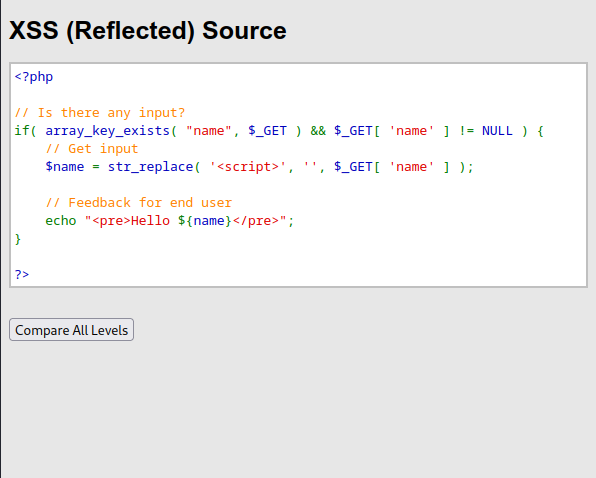 XSS (Reflected) Source
<?php
// Is there any input?
if( array_key_exists( "name", $_GET ) && $_GET[ 'name' ] != NULL ) {
// Get input
$name = str_replace( '<script>', '', $_GET[ 'name' ] );
// Feedback for end user
echo "<pre>Hello ${name}</pre>";
}
?>
Compare All Levels